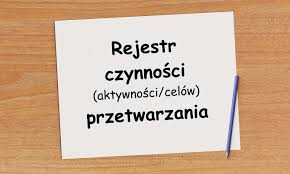 Rejestr
czynności
(aktywności/celów)
przetwarzania